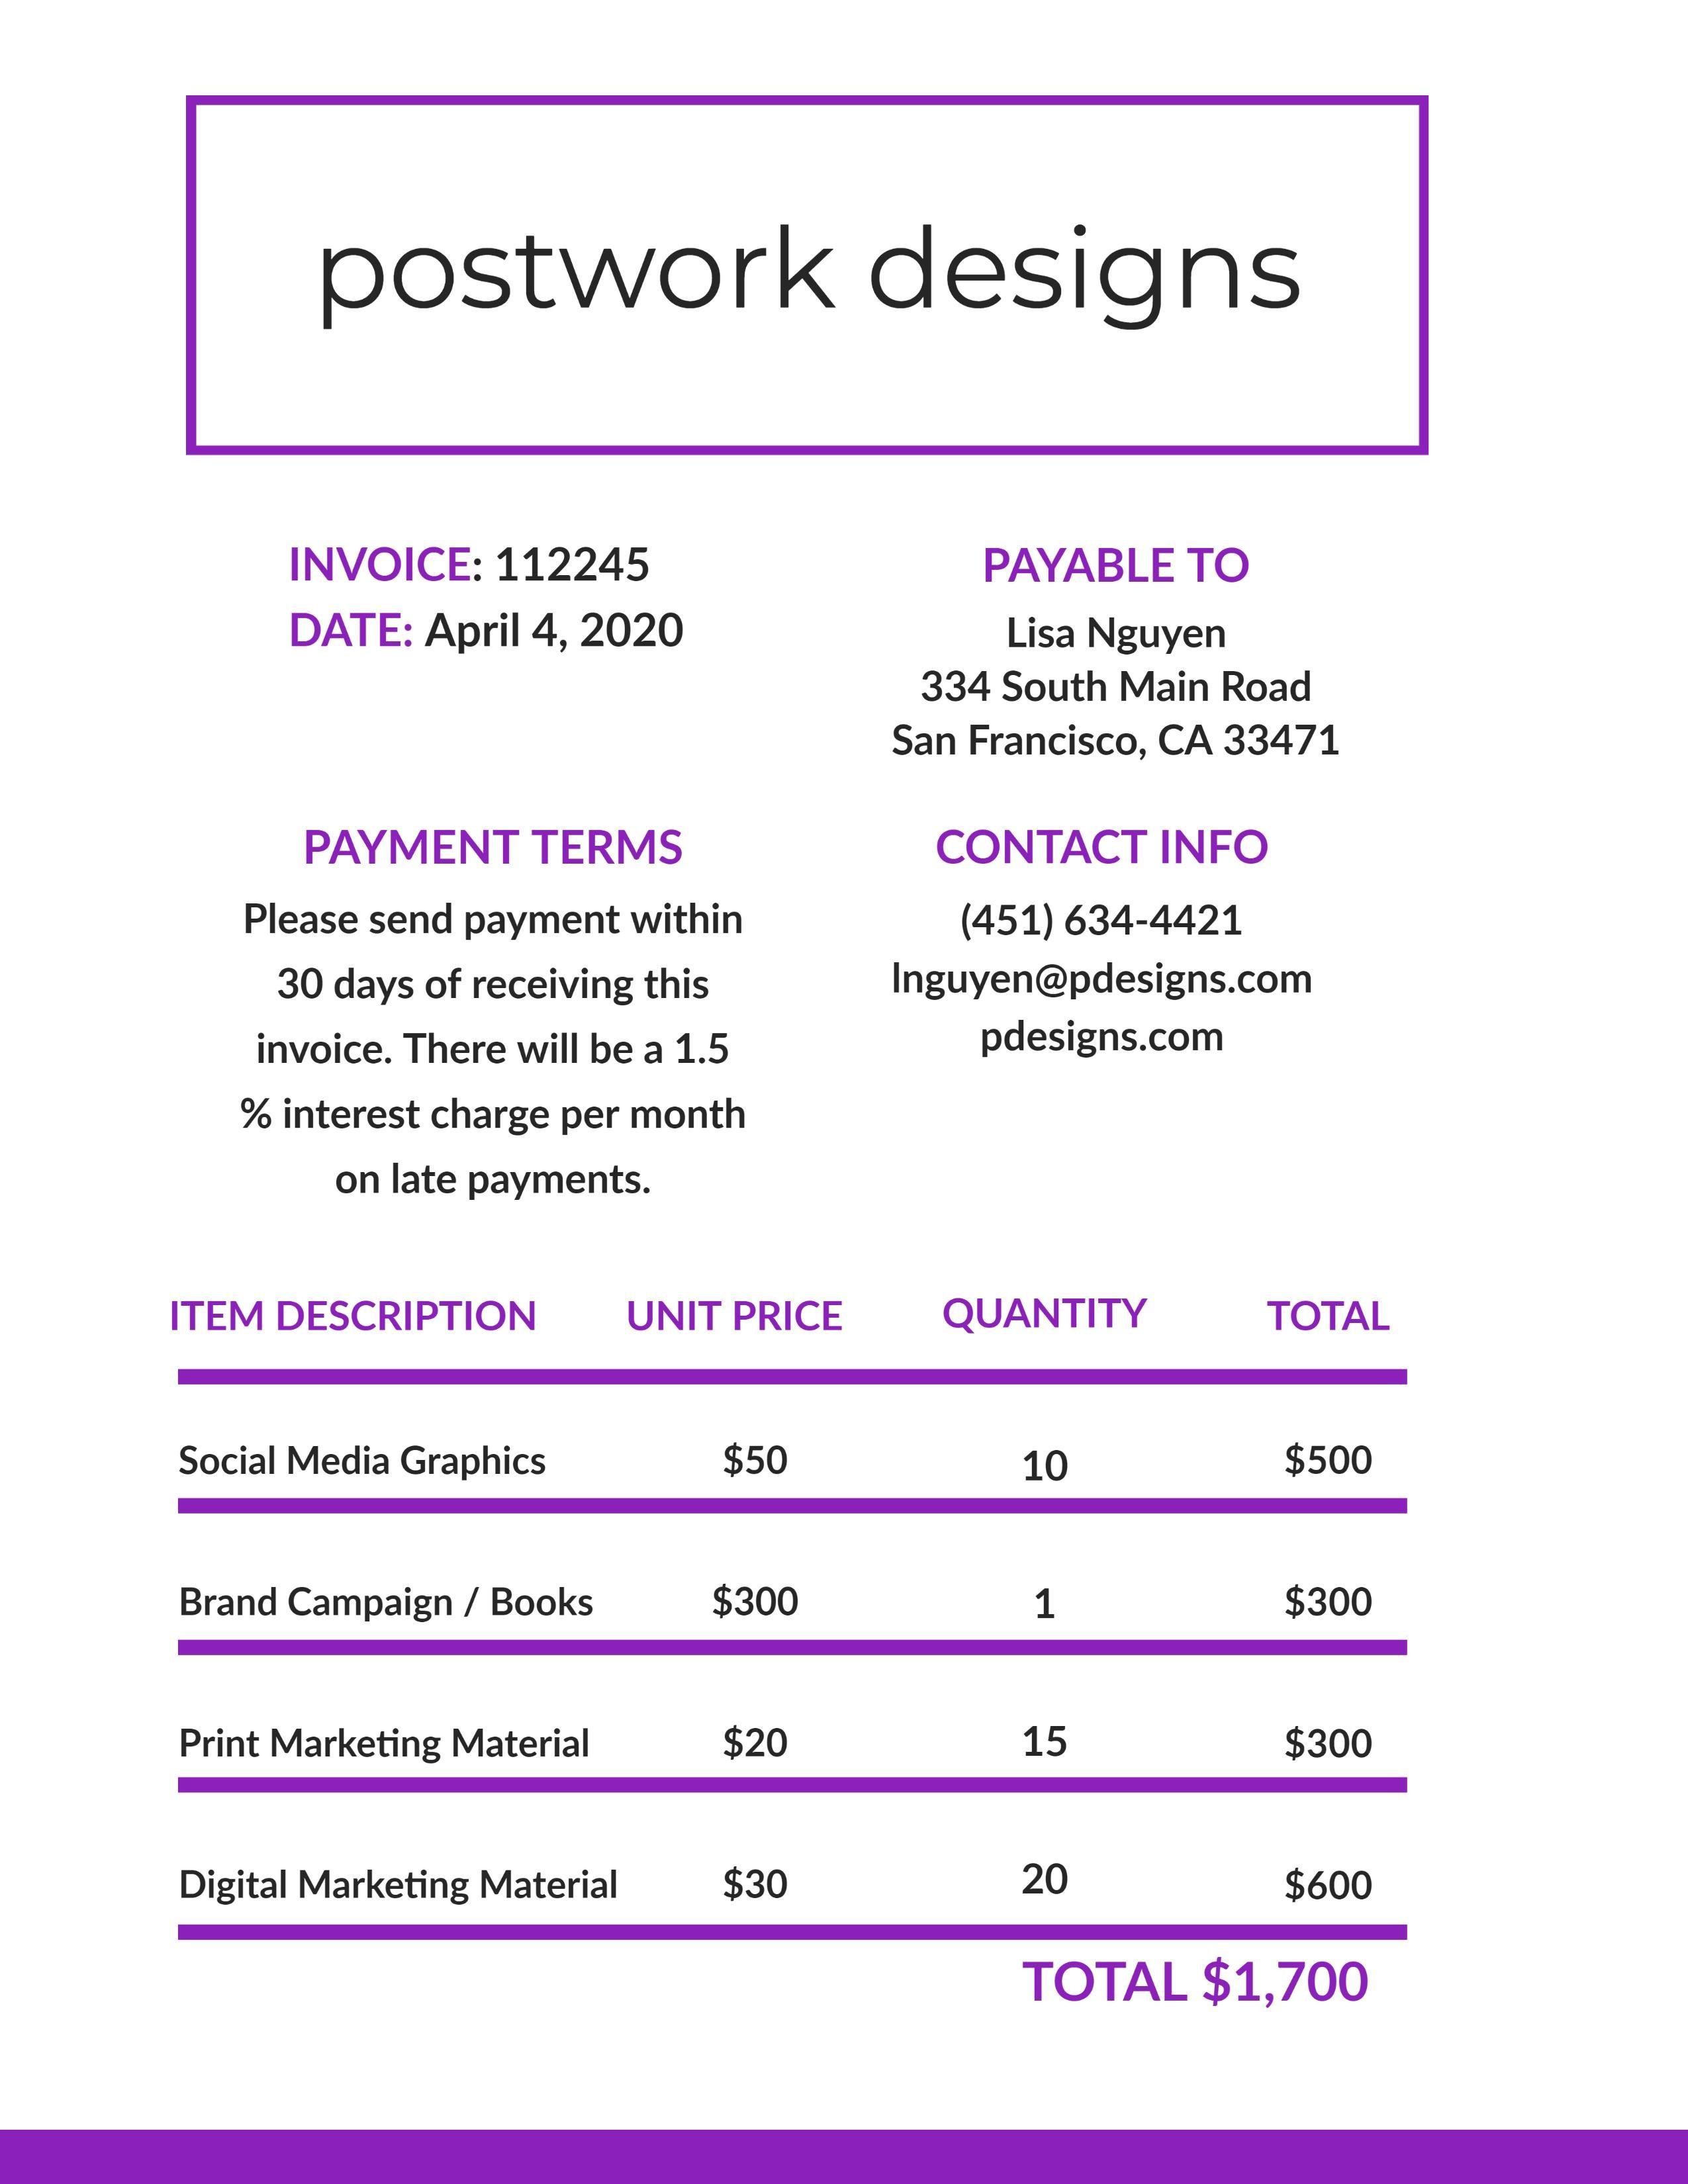 postwork designs
INVOICE: 112245
DATE: April 4, 2020
PAYABLE TO
Lisa Nguyen
334 South Main Road
San Francisco, CA 33471
PAYMENT TERMS
Please send payment within
30 days of receiving this
invoice. There will be a 1.5
% interest charge per month
on late payments.
CONTACT INFO
(451) 634-4421
lnguyen@pdesigns.com
pdesigns.com
ITEM DESCRIPTION UNIT PRICE QUANTITY TOTAL
Social Media Graphics $50 10 $500
Brand Campaign / Books $300 1 $300
Print Marketing Material $20 15 $300
Digital Marketing Material $30 20 $600
TOTAL $1,700